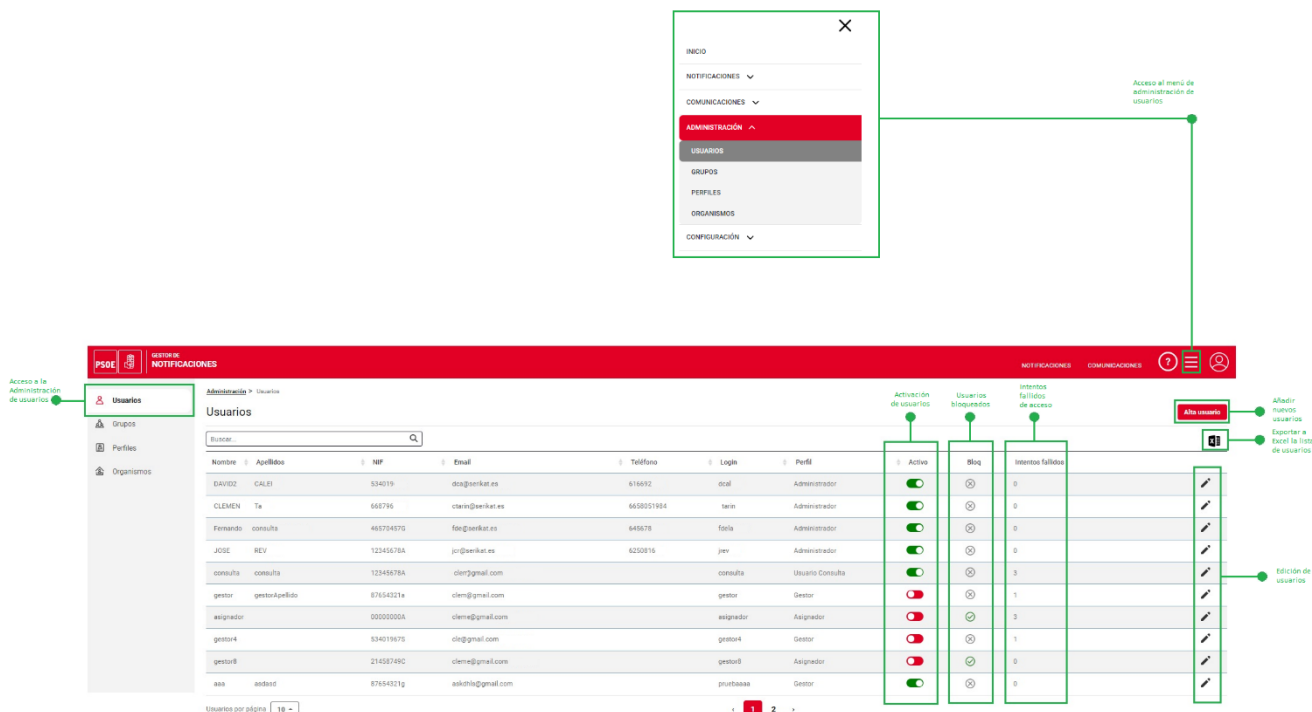 INICIO
NOTIFICACIONES
COMUNICACIONES
ADMINISTRACIÓN
USUARIOS
GRUPOS
PERFILES
ORGANISMOS
CONFIGURACIÓN
Acceso al menú de
administración de
usuarios
PSOE
GESTOR DE
NOTIFICACIONES
NOTIFICACIONES COMUNICACIONES ?
Acceso a la
Administración
de usuarios
Usuarios
Grupos
Perfiles
Organismos
Administración > Usuarios
Usuarios
Activación
de usuarios
Usuarios
bloqueados
Intentos
fallidos
de acceso
Alta usuario
Añadir
nuevos
usuarios
Buscar...
Exportar a
Excel la lista
de usuarios
Nombre Apellidos NIF Email Teléfono Login Perfil Activo Bloq Intentos fallidos
DAVID2 CALEI 534019 dca@serikat.es 616692 dcal Administrador 0
CLEMEN Ta 660796 ctarin@serikat.es 6658051984 tarin Administrador 0
Fernando consulta 46570457G fde@serikat.es 645678 fdela Administrador 0
JOSE REV 12345678A jcr@serikat.es 6250816 jrev Administrador 0
consulta consulta 12345678A @gmail.com consulta Usuario Consulta 3
gestor gestorApellido 87654321a clem@gmail.com gestor Gestor 1
asignador 00000000A cleme@gmail.com asignador Asignador 3
gestor4 53401967S cle@gmail.com gestor4 Gestor 1
gestor8 21458749C cleme@gmail.com gestor8 Asignador 0
aaa asdasd 87654321g askdhls@gmail.com pruebaaaa Gestor 0
Edición de
usuarios
Usuarios por página 10
‹ 1 2 ›